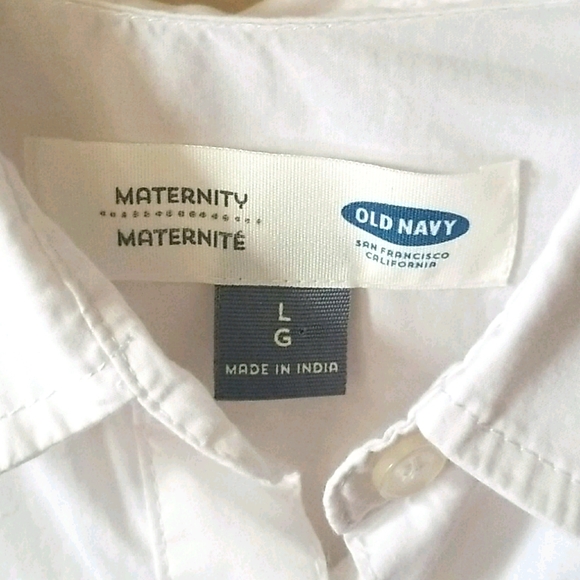 MATERNITY
MATERNITÉ
OLD NAVY
SAN FRANCISCO
CALIFORNIA
L
G
MADE IN INDIA